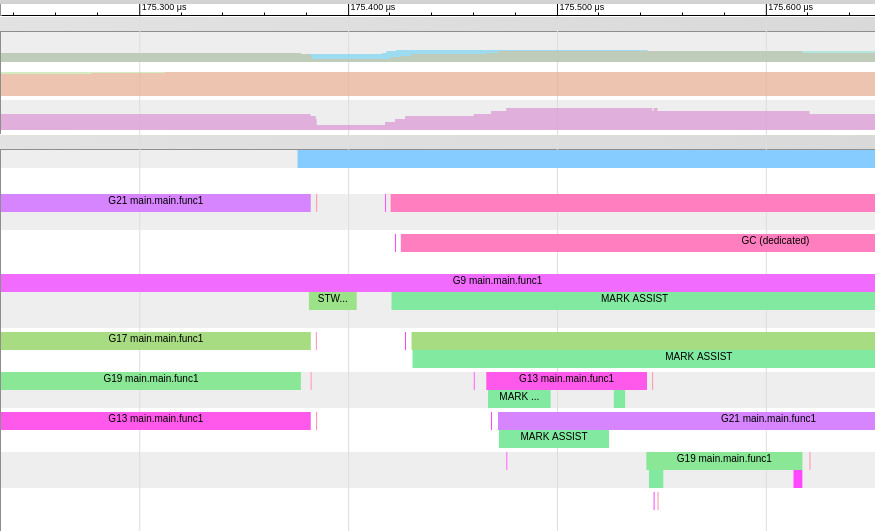 175.300 µs 175.400 µs 175.500 µs 175.600 µs
G21 main.main.func1
GC (dedicated)
G9 main.main.func1
STW... MARK ASSIST
G17 main.main.func1
MARK ASSIST
G19 main.main.func1 G13 main.main.func1
MARK ...
G13 main.main.func1 G21 main.main.func1
MARK ASSIST
G19 main.main.func1